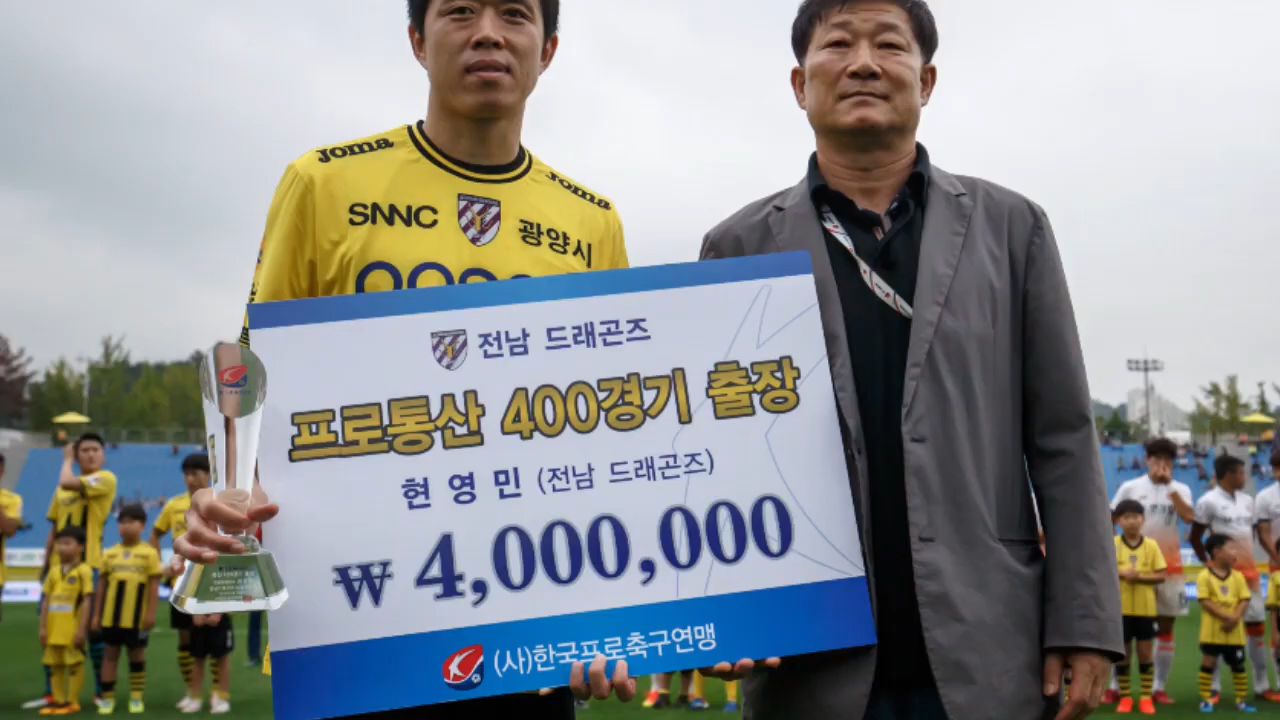 Joma
Joma
SNNC
광양시
전남 드래곤즈
프로통산 400경기 출장
현영민 (전남 드래곤즈)
₩ 4,000,000
(사)한국프로축구연맹